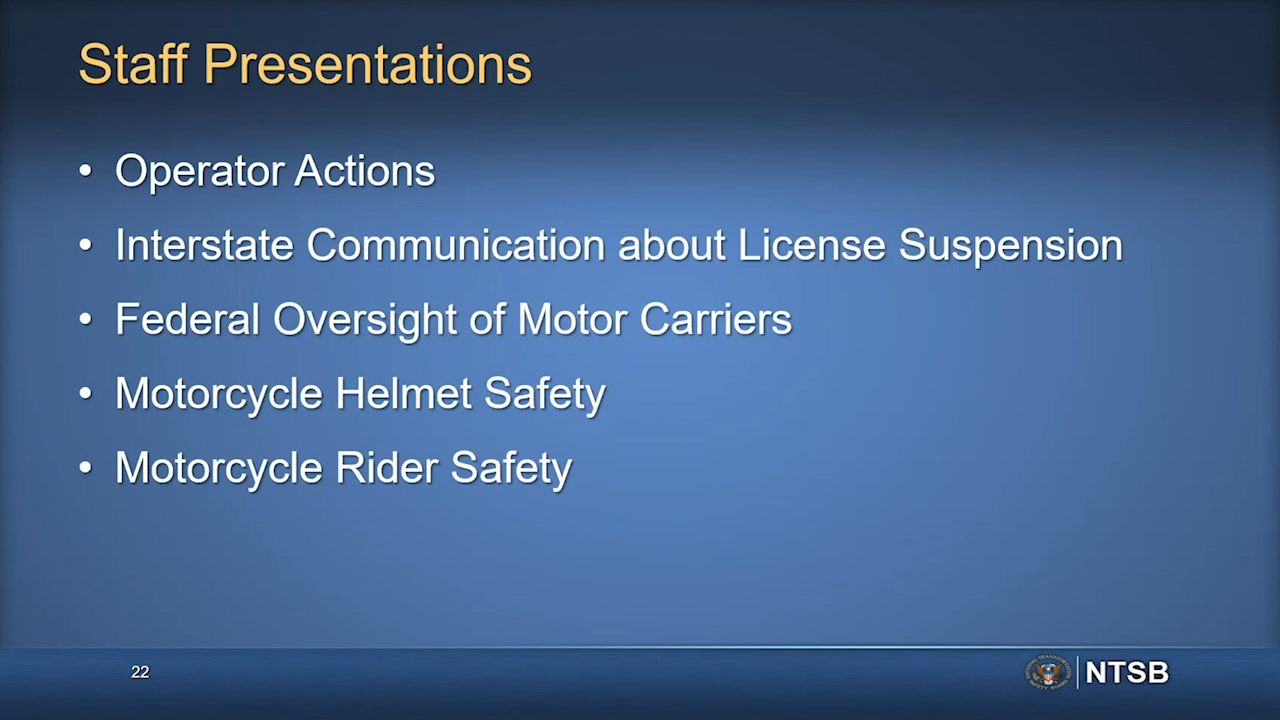 Staff Presentations
• Operator Actions
• Interstate Communication about License Suspension
• Federal Oversight of Motor Carriers
• Motorcycle Helmet Safety
• Motorcycle Rider Safety
22
NTSB